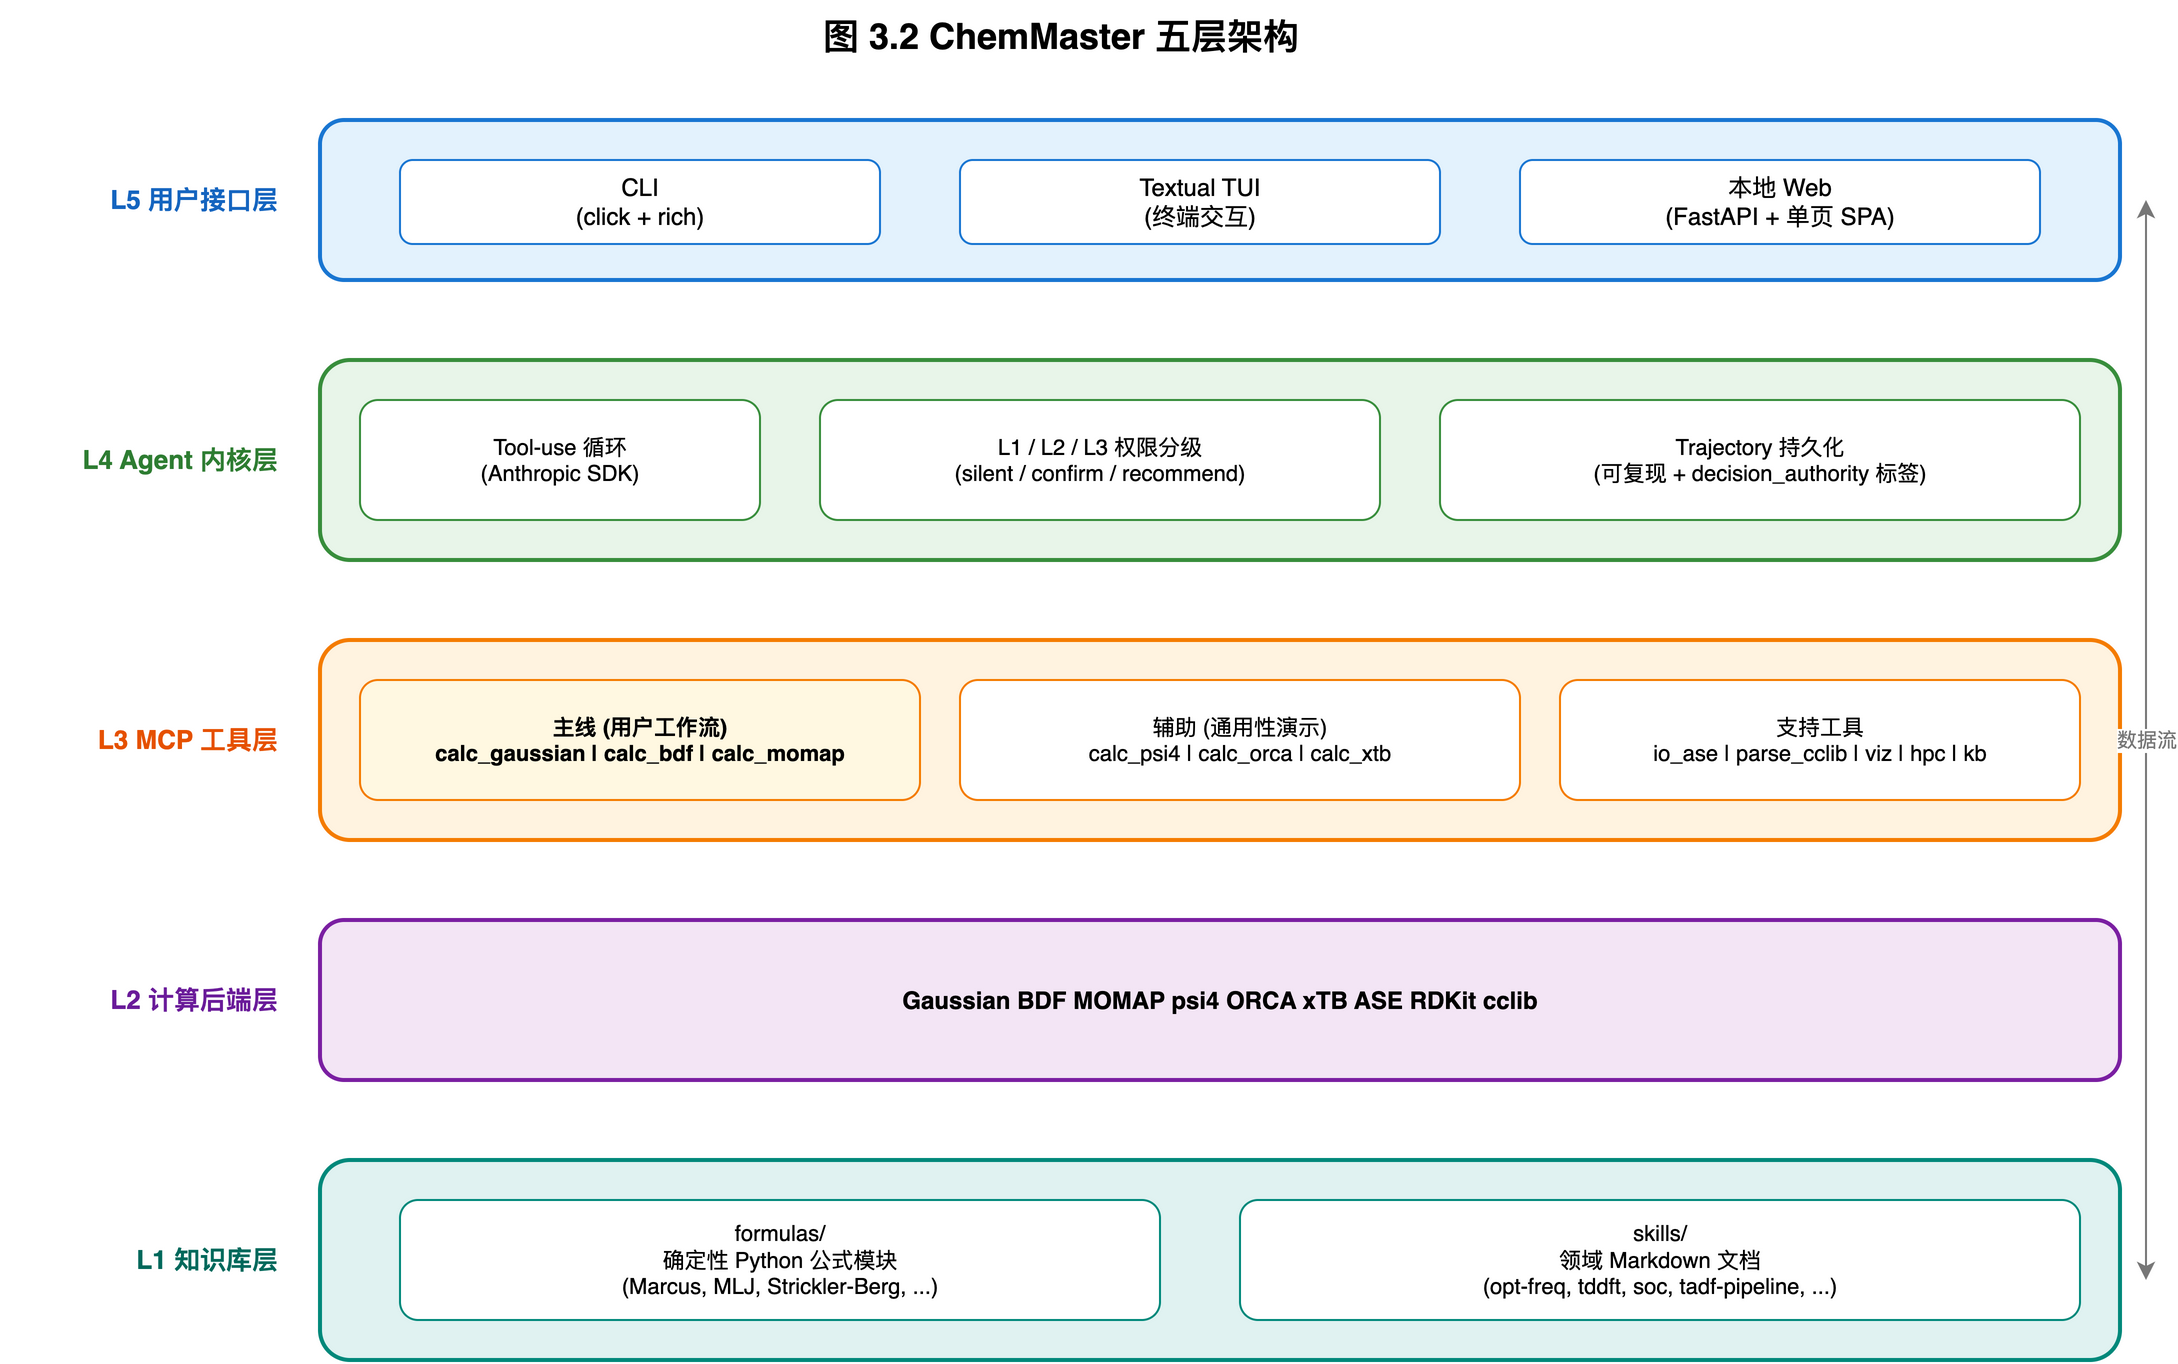 图 3.2 ChemMaster 五层架构
L5 用户接口层
CLI
(click + rich)
Textual TUI
(终端交互)
本地 Web
(FastAPI + 单页 SPA)
L4 Agent 内核层
Tool-use 循环
(Anthropic SDK)
L1 / L2 / L3 权限分级
(silent / confirm / recommend)
Trajectory 持久化
(可复现 + decision_authority 标签)
L3 MCP 工具层
主线 (用户工作流)
calc_gaussian | calc_bdf | calc_momap
辅助 (通用性演示)
calc_psi4 | calc_orca | calc_xtb
支持工具
io_ase | parse_cclib | viz | hpc | kb
数据流
L2 计算后端层
Gaussian BDF MOMAP psi4 ORCA xTB ASE RDKit cclib
L1 知识库层
formulas/
确定性 Python 公式模块
(Marcus, MLJ, Strickler-Berg, ...)
skills/
领域 Markdown 文档
(opt-freq, tddft, soc, tadf-pipeline, ...)